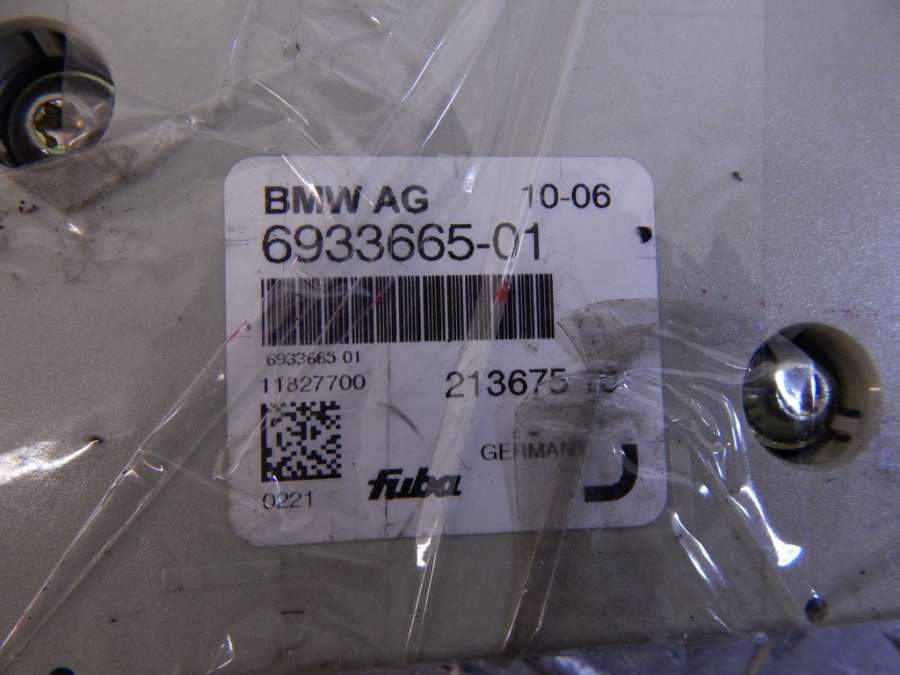 BMW AG 10-06
6933665-01
6933665 01
11827700 213675
GERMANY
fuba
0221